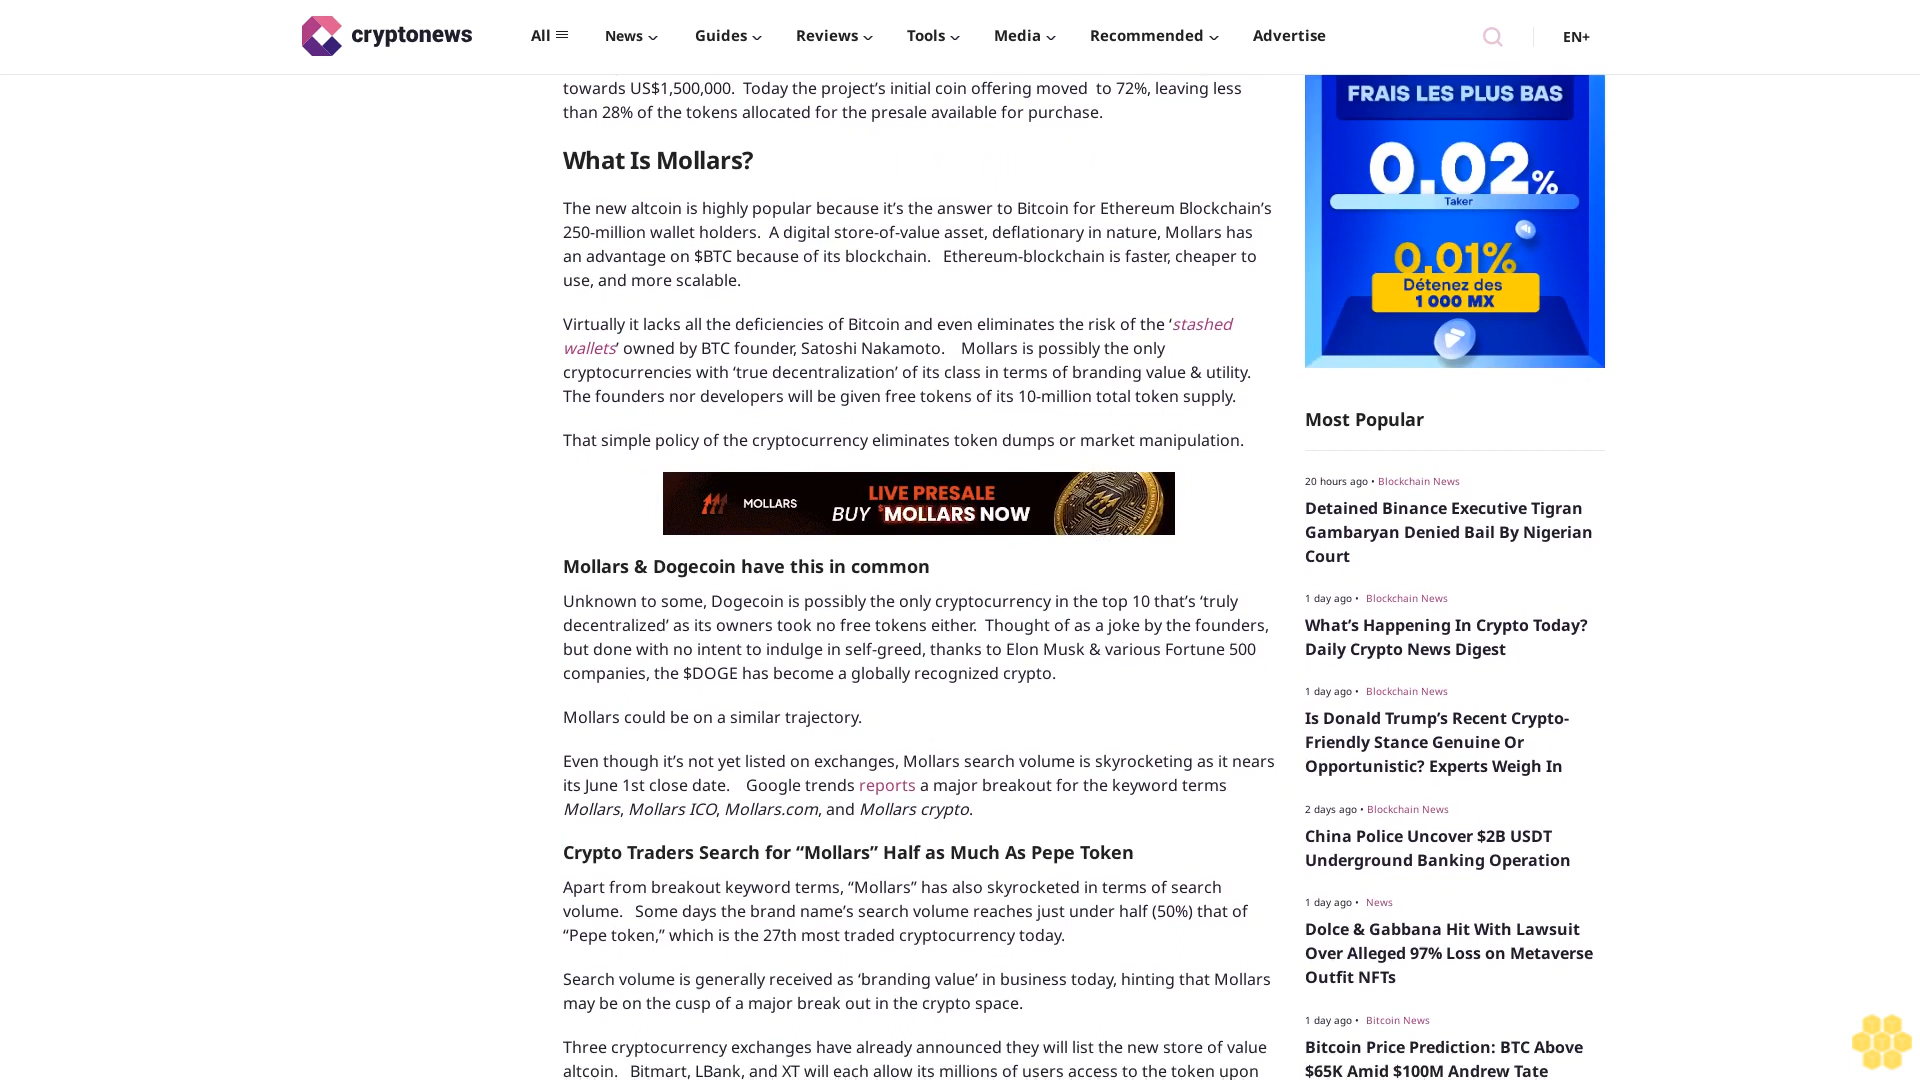 cryptonews
All
News
Guides
Reviews
Tools
Media
Recommended
Advertise
EN+
towards US$1,500,000.  Today the project’s initial coin offering moved  to 72%, leaving less
than 28% of the tokens allocated for the presale available for purchase.
What Is Mollars?
The new altcoin is highly popular because it’s the answer to Bitcoin for Ethereum Blockchain’s
250-million wallet holders.  A digital store-of-value asset, deflationary in nature, Mollars has
an advantage on $BTC because of its blockchain.   Ethereum-blockchain is faster, cheaper to
use, and more scalable.
Virtually it lacks all the deficiencies of Bitcoin and even eliminates the risk of the ‘stashed
wallets’ owned by BTC founder, Satoshi Nakamoto.    Mollars is possibly the only
cryptocurrencies with ‘true decentralization’ of its class in terms of branding value & utility.
The founders nor developers will be given free tokens of its 10-million total token supply.
That simple policy of the cryptocurrency eliminates token dumps or market manipulation.
MOLLARS
LIVE PRESALE
BUY $MOLLARS NOW
Mollars & Dogecoin have this in common
Unknown to some, Dogecoin is possibly the only cryptocurrency in the top 10 that’s ‘truly
decentralized’ as its owners took no free tokens either.  Thought of as a joke by the founders,
but done with no intent to indulge in self-greed, thanks to Elon Musk & various Fortune 500
companies, the $DOGE has become a globally recognized crypto.
Mollars could be on a similar trajectory.
Even though it’s not yet listed on exchanges, Mollars search volume is skyrocketing as it nears
its June 1st close date.    Google trends reports a major breakout for the keyword terms
Mollars, Mollars ICO, Mollars.com, and Mollars crypto.
Crypto Traders Search for “Mollars” Half as Much As Pepe Token
Apart from breakout keyword terms, “Mollars” has also skyrocketed in terms of search
volume.   Some days the brand name’s search volume reaches just under half (50%) that of
“Pepe token,” which is the 27th most traded cryptocurrency today.
Search volume is generally received as ‘branding value’ in business today, hinting that Mollars
may be on the cusp of a major break out in the crypto space.
Three cryptocurrency exchanges have already announced they will list the new store of value
altcoin.   Bitmart, LBank, and XT will each allow its millions of users access to the token upon
FRAIS LES PLUS BAS
0.02%
Taker
0.01%
Détenez des
1 000 MX
Most Popular
20 hours ago • Blockchain News
Detained Binance Executive Tigran
Gambaryan Denied Bail By Nigerian
Court
1 day ago • Blockchain News
What’s Happening In Crypto Today?
Daily Crypto News Digest
1 day ago • Blockchain News
Is Donald Trump’s Recent Crypto-
Friendly Stance Genuine Or
Opportunistic? Experts Weigh In
2 days ago • Blockchain News
China Police Uncover $2B USDT
Underground Banking Operation
1 day ago • News
Dolce & Gabbana Hit With Lawsuit
Over Alleged 97% Loss on Metaverse
Outfit NFTs
1 day ago • Bitcoin News
Bitcoin Price Prediction: BTC Above
$65K Amid $100M Andrew Tate